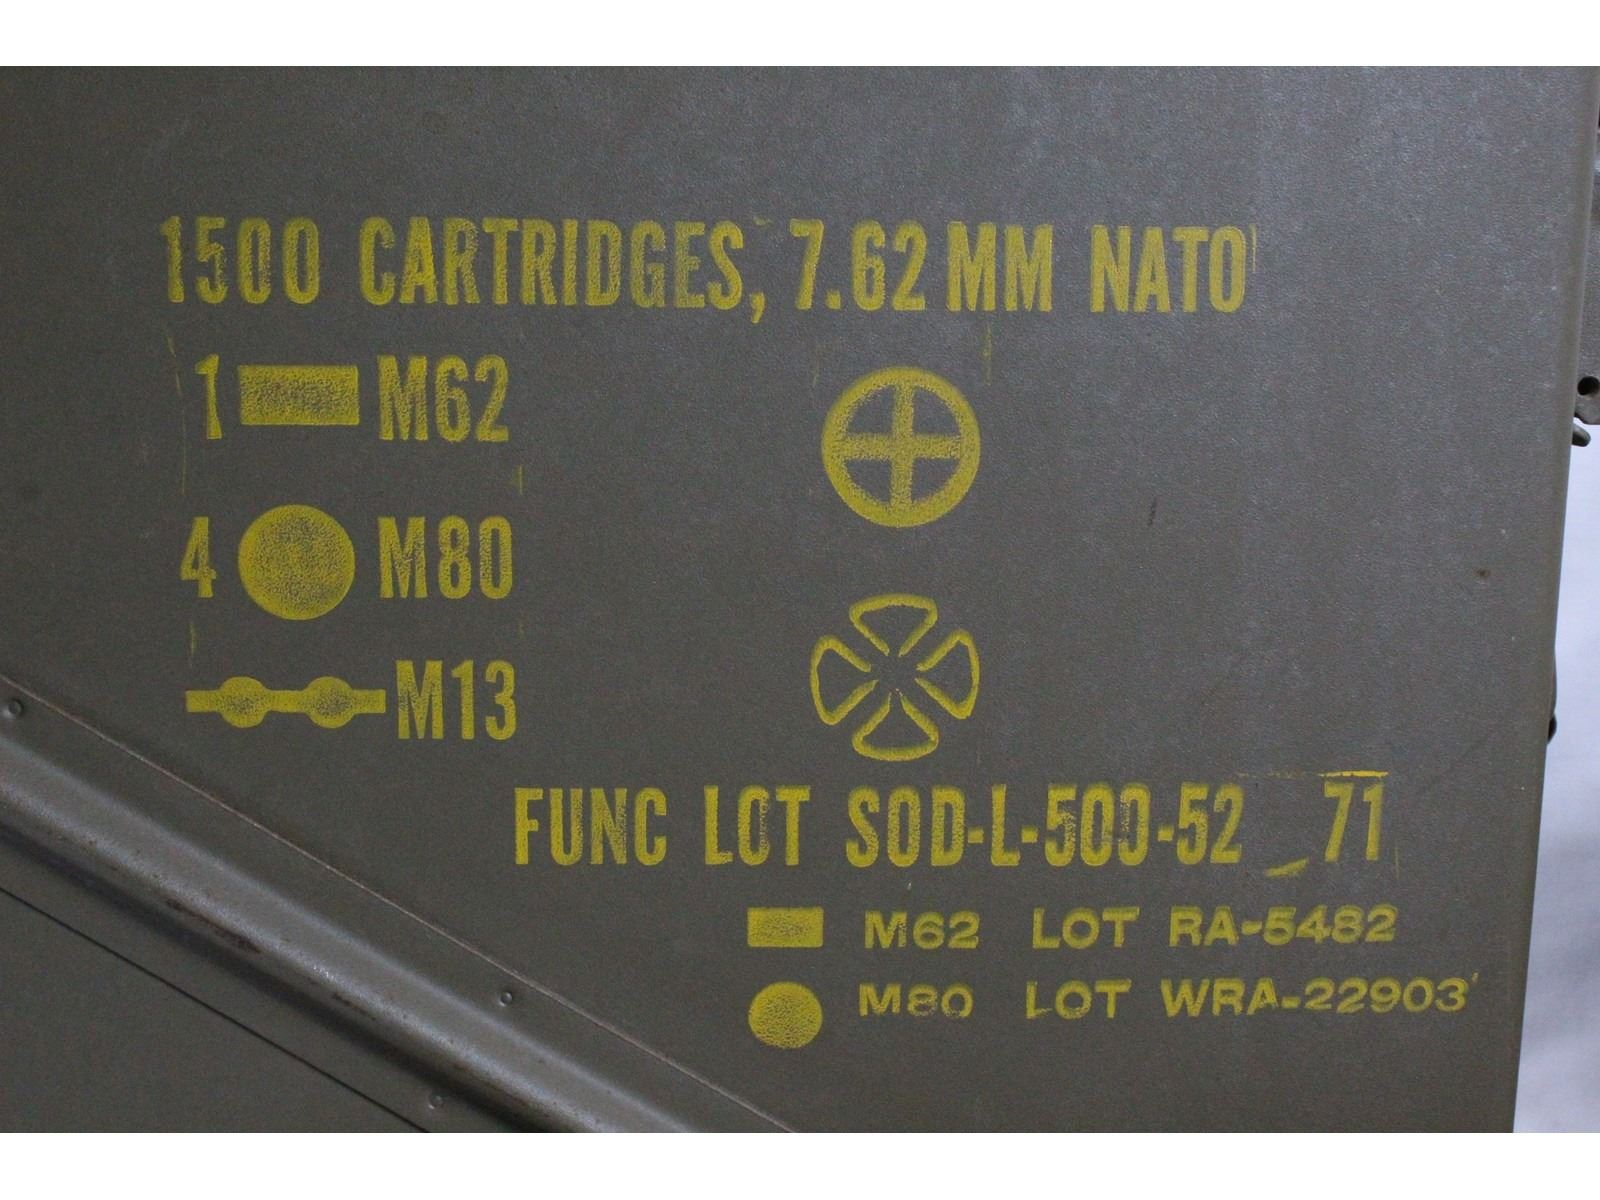 1500 CARTRIDGES, 7.62 MM NATO
1 M62
4 M80
M13
FUNC LOT SOD-L-500-52 71
M62 LOT RA-5482
M80 LOT WRA-22903